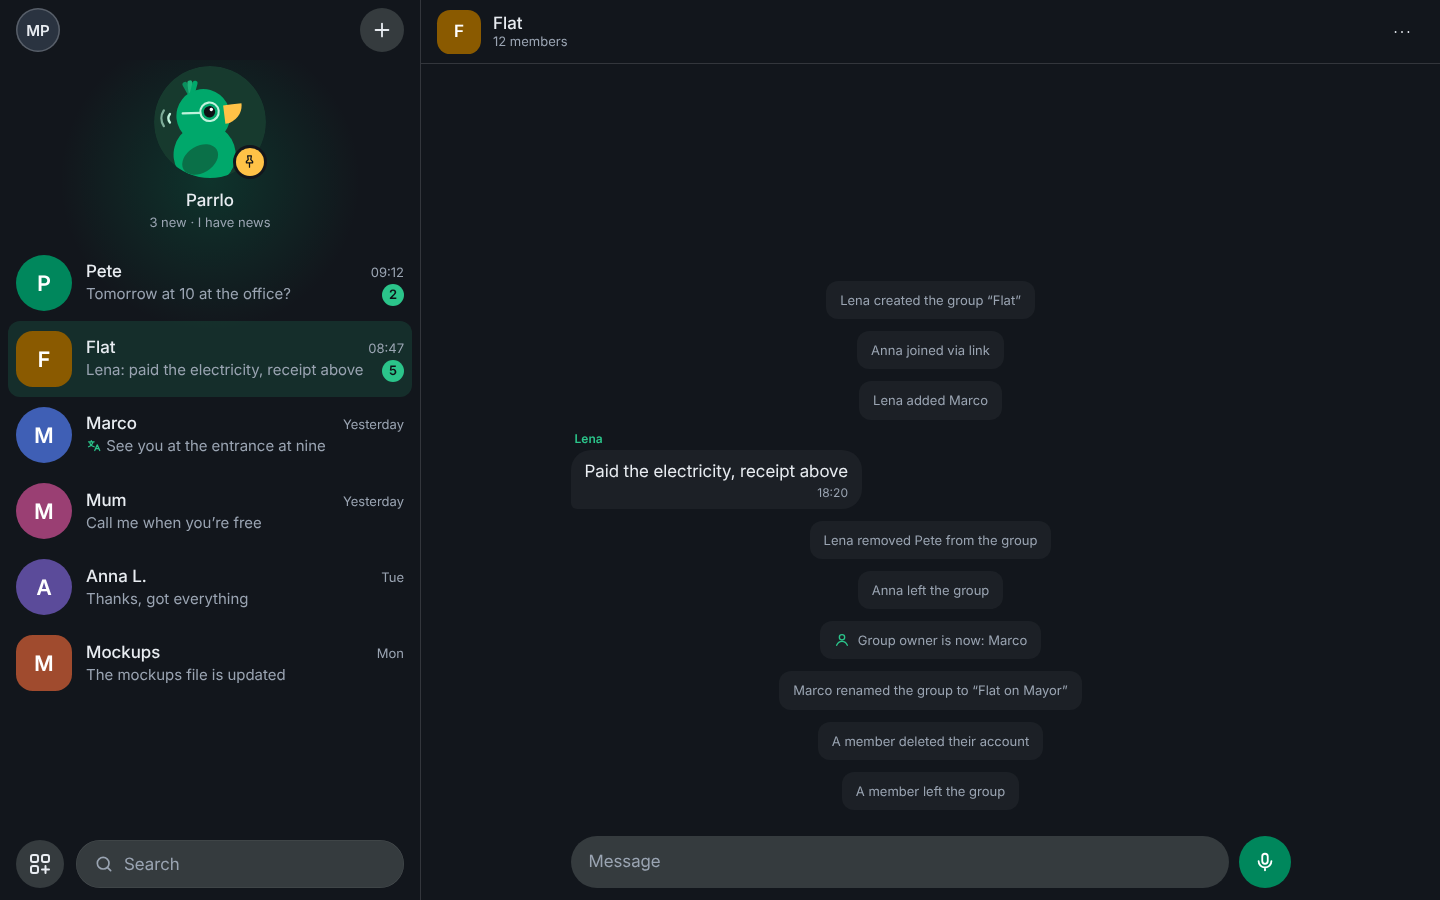 MP
Parrlo
3 new · I have news
P
Pete
09:12
Tomorrow at 10 at the office?
2
F
Flat
08:47
Lena: paid the electricity, receipt above
5
M
Marco
Yesterday
See you at the entrance at nine
M
Mum
Yesterday
Call me when you’re free
A
Anna L.
Tue
Thanks, got everything
M
Mockups
Mon
The mockups file is updated
Search
F
Flat
12 members
Lena created the group “Flat”
Anna joined via link
Lena added Marco
Lena
Paid the electricity, receipt above
18:20
Lena removed Pete from the group
Anna left the group
Group owner is now: Marco
Marco renamed the group to “Flat on Mayor”
A member deleted their account
A member left the group
Message